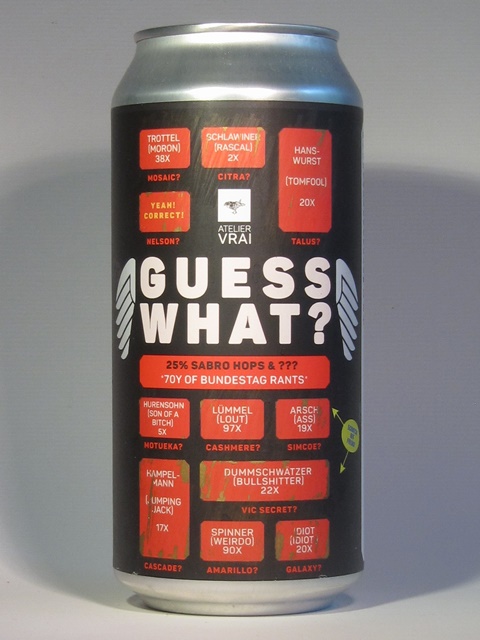 TROTTEL
(MORON)
38X
MOSAIC?
SCHLAWINER
(RASCAL)
2X
CITRA?
HANS-
WURST
(TOMFOOL)
20X
TALUS?
YEAH!
CORRECT!
NELSON?
ATELIER
VRAI
GUESS
WHAT?
25% SABRO HOPS & ???
"70Y OF BUNDESTAG RANTS"
HURENSOHN
(SON OF A
BITCH)
5X
MOTUEKA?
LÜMMEL
(LOUT)
97X
CASHMERE?
ARSCH
(ASS)
19X
SIMCOE?
HAMPEL-
MANN
(JUMPING
JACK)
17X
CASCADE?
DUMMSCHWÄTZER
(BULLSHITTER)
22X
VIC SECRET?
SPINNER
(WEIRDO)
90X
AMARILLO?
IDIOT
(IDIOT)
20X
GALAXY?